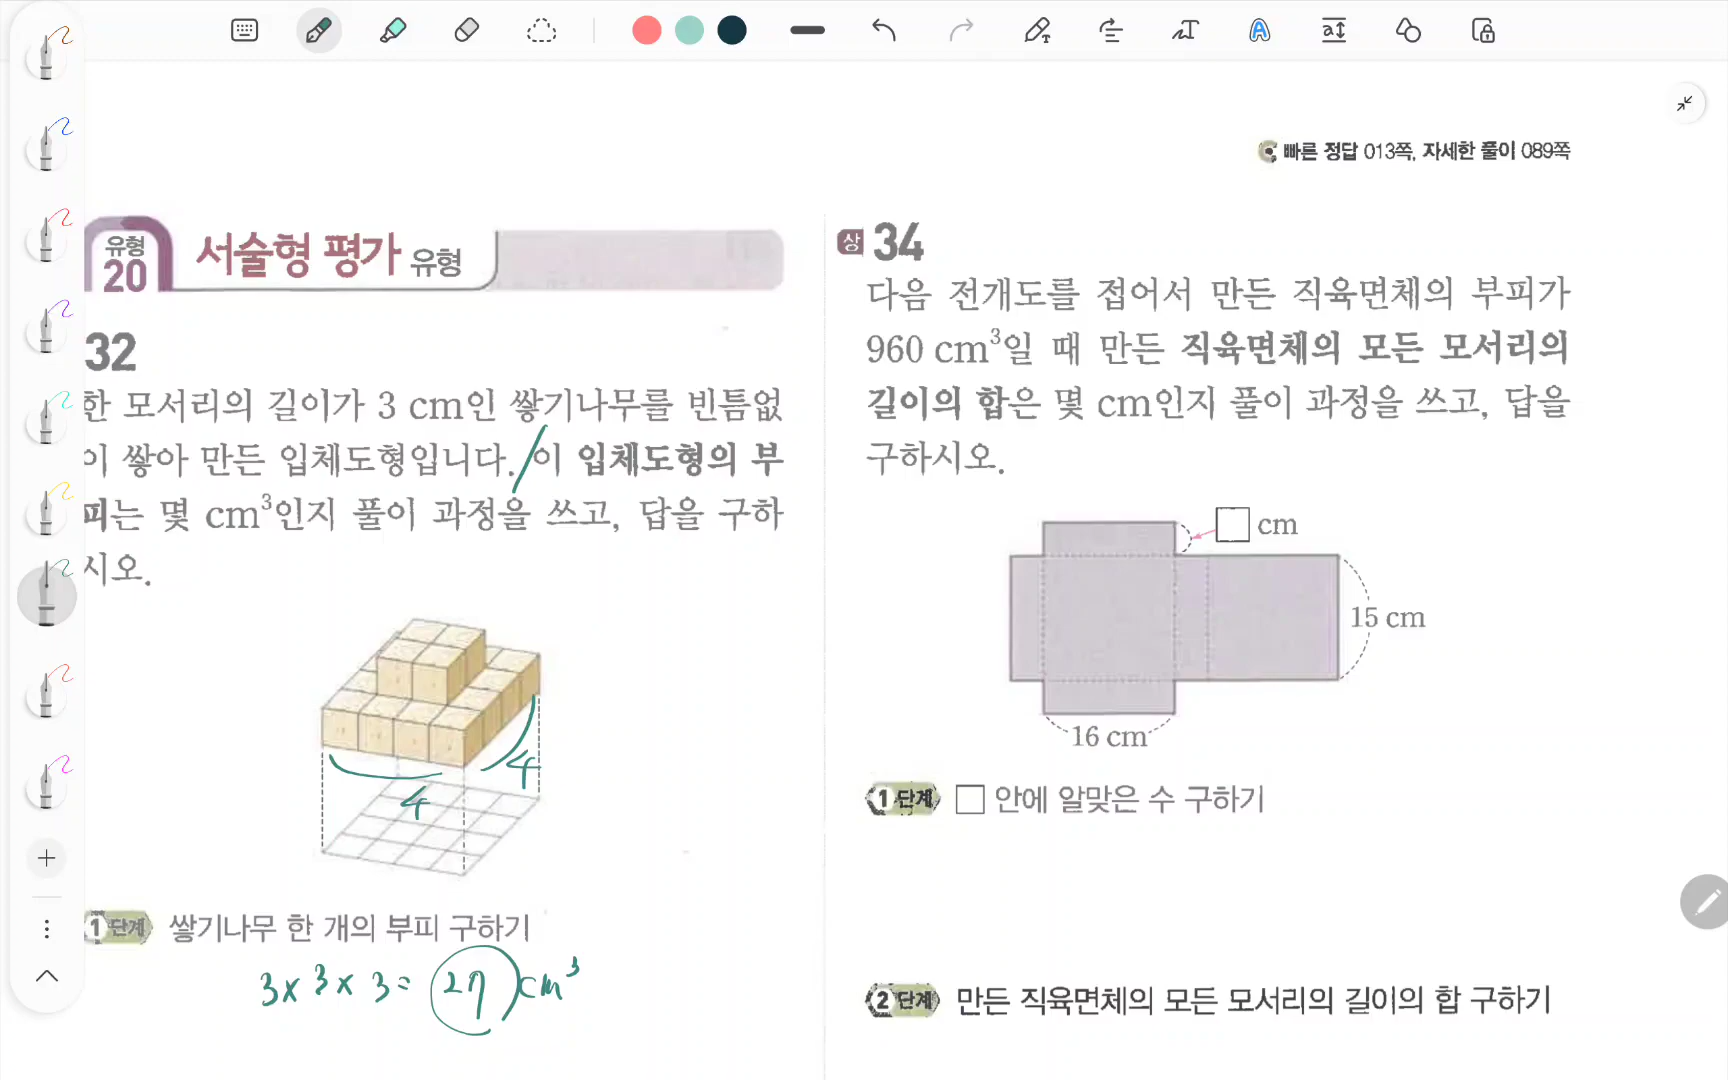 빠른 정답 013쪽, 자세한 풀이 089쪽
유형 20 서술형 평가 유형
32
한 모서리의 길이가 3 cm인 쌓기나무를 빈틈없
이 쌓아 만든 입체도형입니다. 이 입체도형의 부
피는 몇 cm³인지 풀이 과정을 쓰고, 답을 구하
시오.
4
4
1 단계 쌓기나무 한 개의 부피 구하기
3 × 3 × 3 = 27 cm³
상 34
다음 전개도를 접어서 만든 직육면체의 부피가
960 cm³일 때 만든 직육면체의 모든 모서리의
길이의 합은 몇 cm인지 풀이 과정을 쓰고, 답을
구하시오.
□ cm
15 cm
16 cm
1 단계 □ 안에 알맞은 수 구하기
2 단계 만든 직육면체의 모든 모서리의 길이의 합 구하기